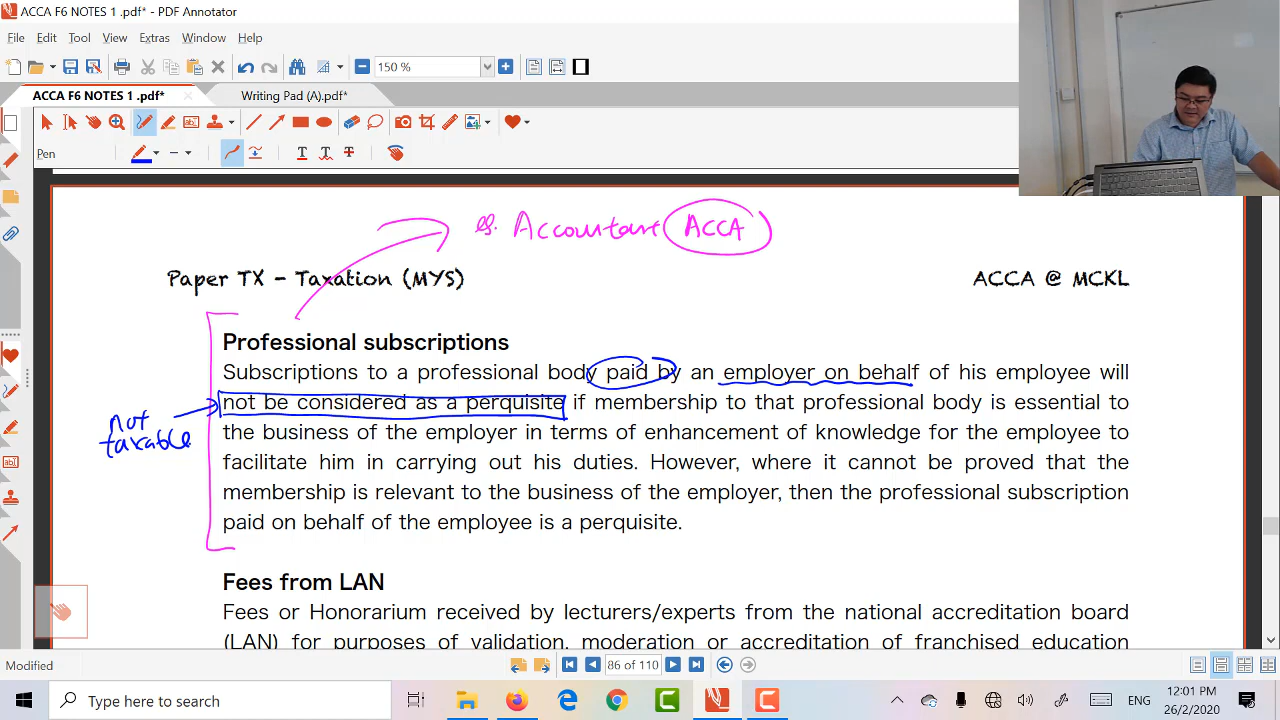 ACCA F6 NOTES 1 .pdf* - PDF Annotator
File Edit Tool View Extras Window Help
150 %
ACCA F6 NOTES 1 .pdf* Writing Pad (A).pdf*
Pen
eg. Accountant ACCA
Paper TX - Taxation (MYS) ACCA @ MCKL
Professional subscriptions
Subscriptions to a professional body paid by an employer on behalf of his employee will
not be considered as a perquisite if membership to that professional body is essential to
the business of the employer in terms of enhancement of knowledge for the employee to
facilitate him in carrying out his duties. However, where it cannot be proved that the
membership is relevant to the business of the employer, then the professional subscription
paid on behalf of the employee is a perquisite.
not
taxable
Fees from LAN
Fees or Honorarium received by lecturers/experts from the national accreditation board
(LAN) for purposes of validation, moderation or accreditation of franchised education
Modified 86 of 110
Type here to search ENG 12:01 PM
26/2/2020